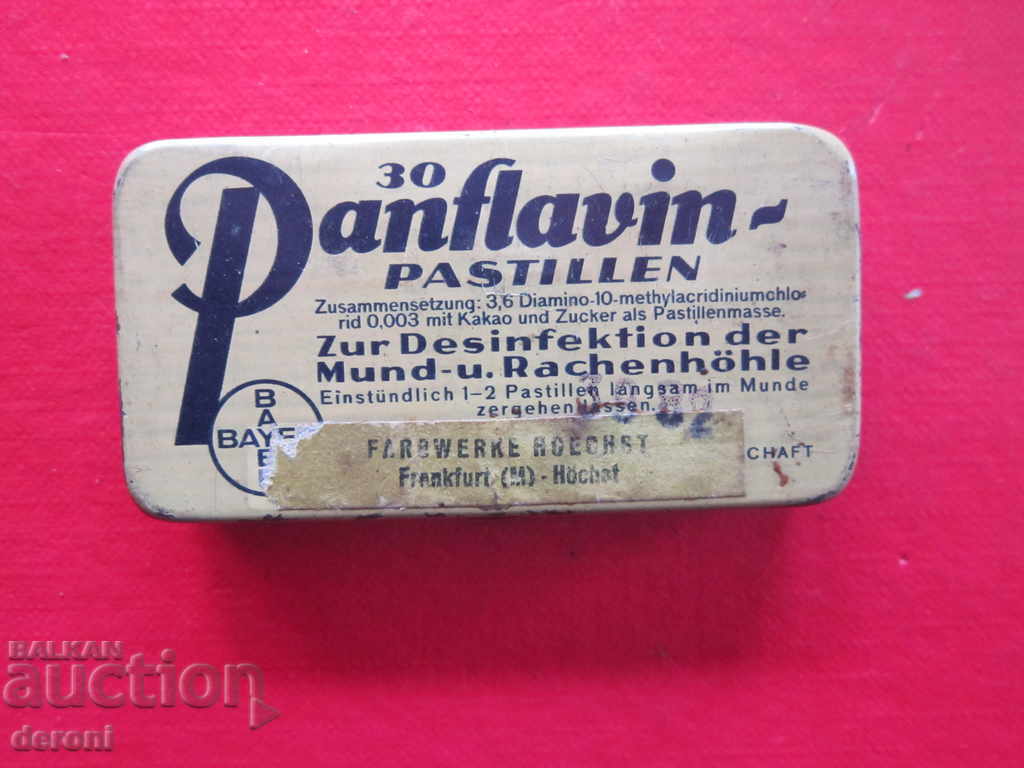 30
Panflavin-
PASTILLEN
Zusammensetzung: 3,6 Diamino-10-methylacridiniumchlo-
rid 0,003 mit Kakao und Zucker als Pastillenmasse.
Zur Desinfektion der
Mund-u. Rachenhöhle
Einstündlich 1-2 Pastillen langsam im Munde
zergehen lassen.
BAYE
BAYE
FARBWERKE HOECHST
Frankfurt (M) - Höchst
CHAFT
BALKAN
auction
deroni